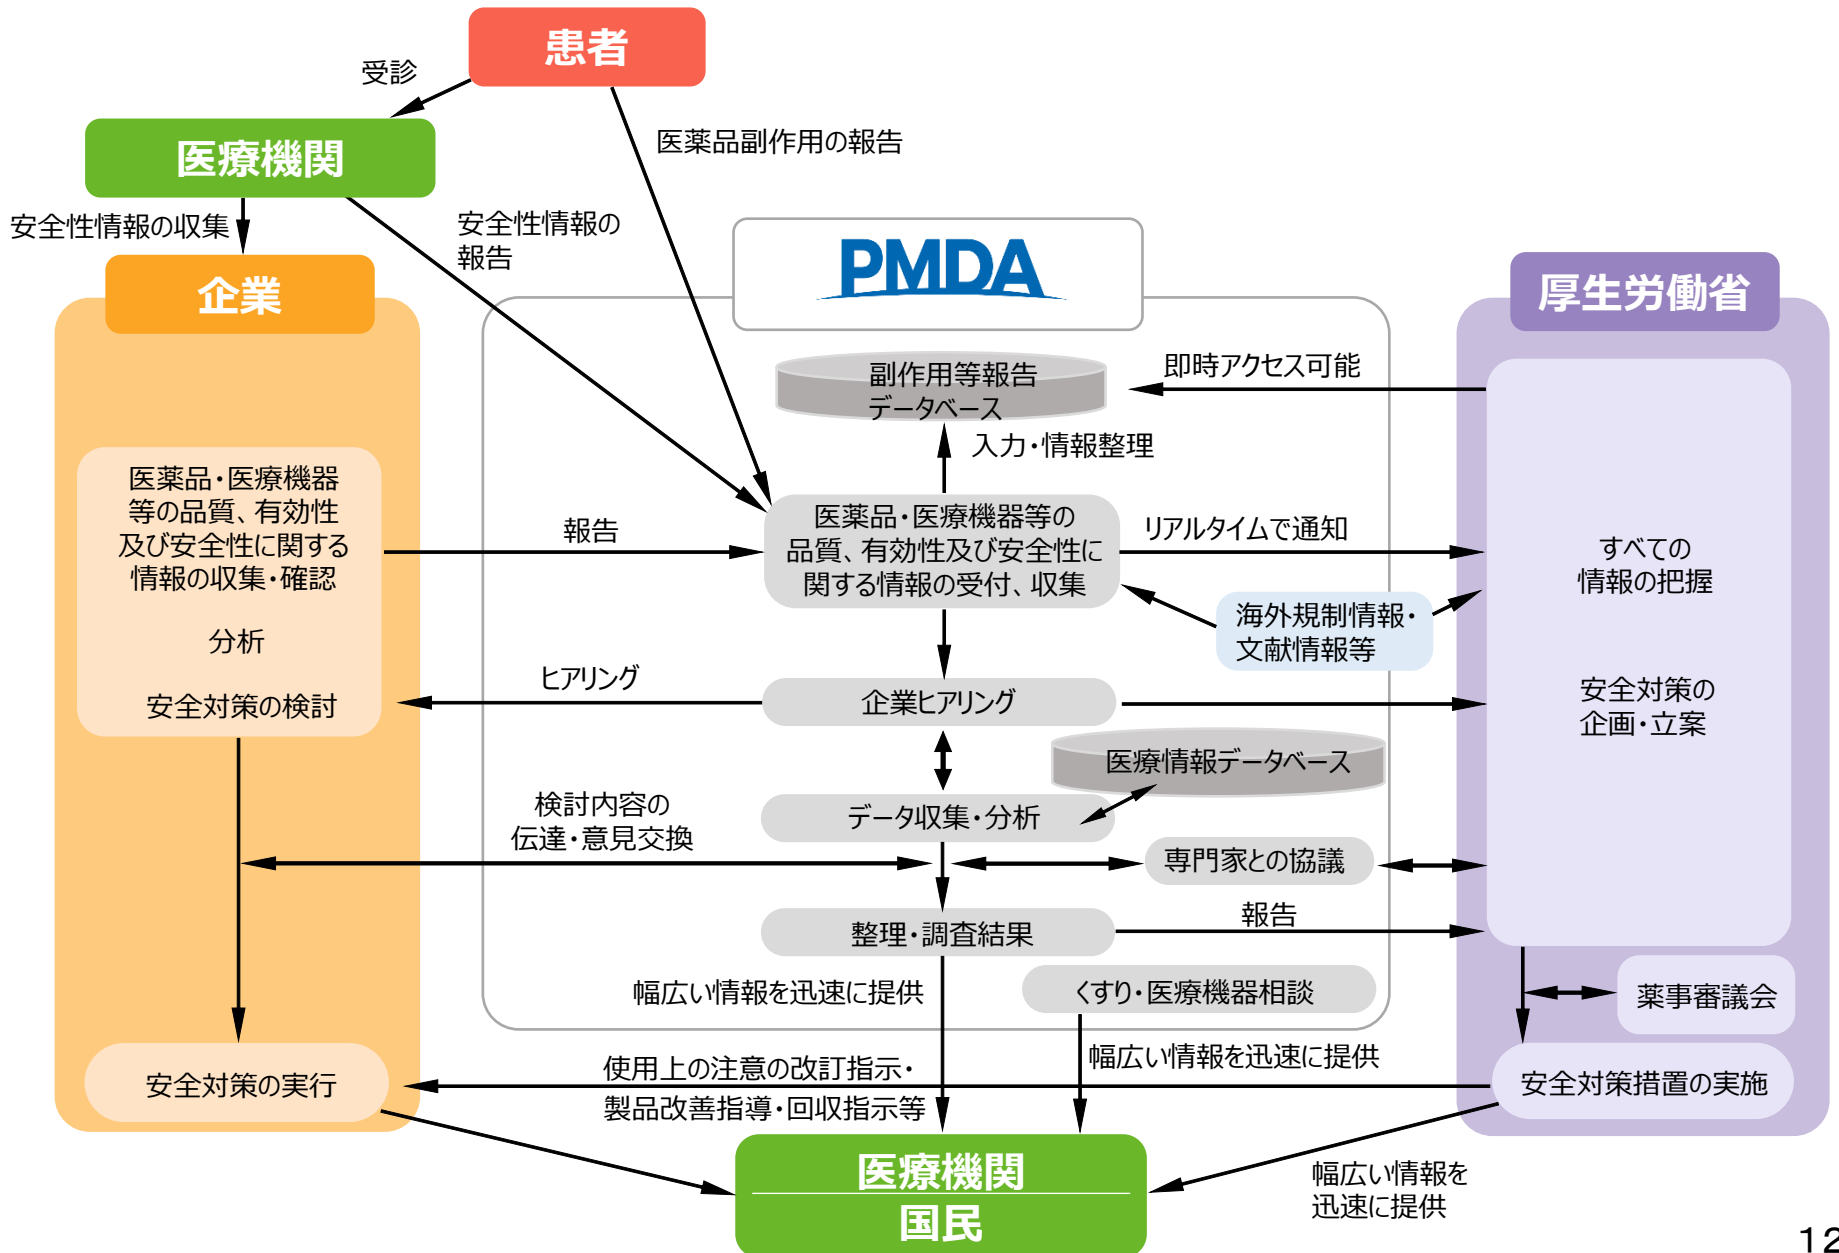 患者
受診
医療機関
医薬品副作用の報告
安全性情報の収集
安全性情報の
報告
企業
PMDA
厚生労働省
副作用等報告
データベース
即時アクセス可能
入力・情報整理
医薬品・医療機器
等の品質、有効性
及び安全性に関する
情報の収集・確認
分析
安全対策の検討
報告
医薬品・医療機器等の
品質、有効性及び安全性に
関する情報の受付、収集
リアルタイムで通知
すべての
情報の把握
海外規制情報・
文献情報等
ヒアリング
企業ヒアリング
安全対策の
企画・立案
医療情報データベース
検討内容の
伝達・意見交換
データ収集・分析
専門家との協議
整理・調査結果
報告
幅広い情報を迅速に提供
くすり・医療機器相談
薬事審議会
幅広い情報を迅速に提供
安全対策の実行
使用上の注意の改訂指示・
製品改善指導・回収指示等
安全対策措置の実施
医療機関
国民
幅広い情報を
迅速に提供
12